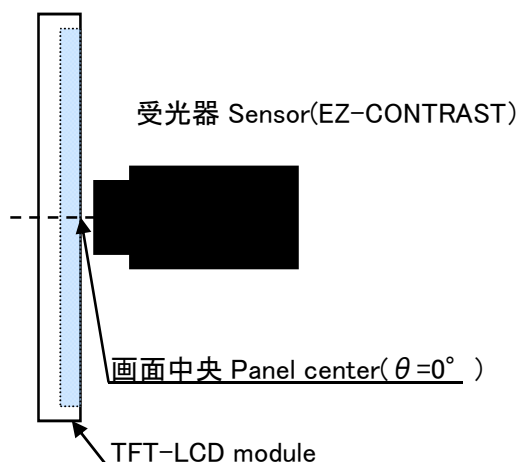 受光器 Sensor(EZ-CONTRAST)
画面中央 Panel center(θ=0° )
TFT-LCD module